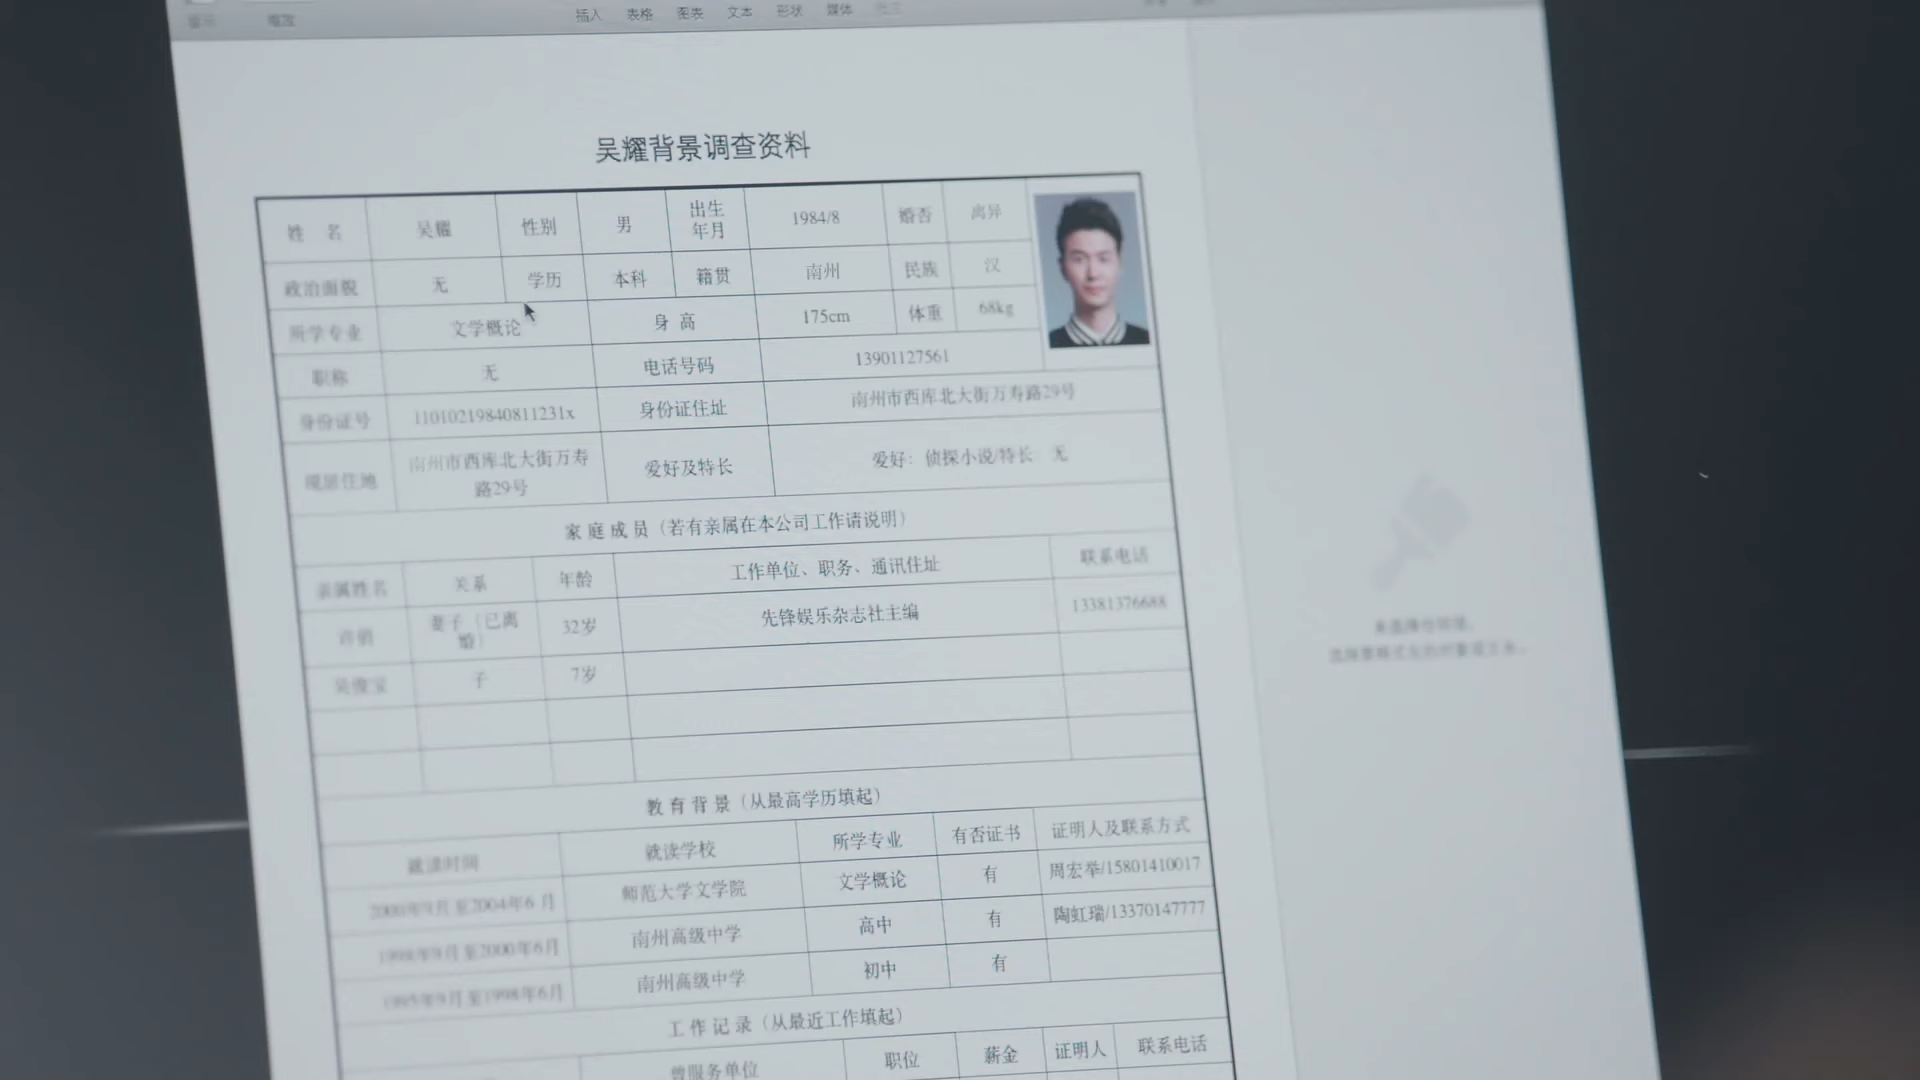 插入 表格 图表 文本 形状 媒体
吴耀背景调查资料
姓 名 吴耀 性别 男 出生年月 1984/8 婚否 离异
政治面貌 无 学历 本科 籍贯 南州 民族 汉
所学专业 文学概论 身 高 175cm 体重 68kg
职称 无 电话号码 13901127561
身份证号 11010219840811231x 身份证住址 南州市西库北大街万寿路29号
现居住地 南州市西库北大街万寿路29号 爱好及特长 爱好：侦探小说/特长 无
家 庭 成 员（若有亲属在本公司工作请说明）
亲属姓名 关系 年龄 工作单位、职务、通讯住址 联系电话
妻子（已离婚） 32岁 先锋娱乐杂志社主编 13381376688
子 7岁
教 育 背 景（从最高学历填起）
就读时间 就读学校 所学专业 有否证书 证明人及联系方式
2000年9月至2004年6月 师范大学文学院 文学概论 有 周宏举/15801410017
1998年9月至2000年6月 南州高级中学 高中 有 陶虹瑞/13370147777
1995年9月至1998年6月 南州高级中学 初中 有
工 作 记 录（从最近工作填起）
曾服务单位 职位 薪金 证明人 联系电话